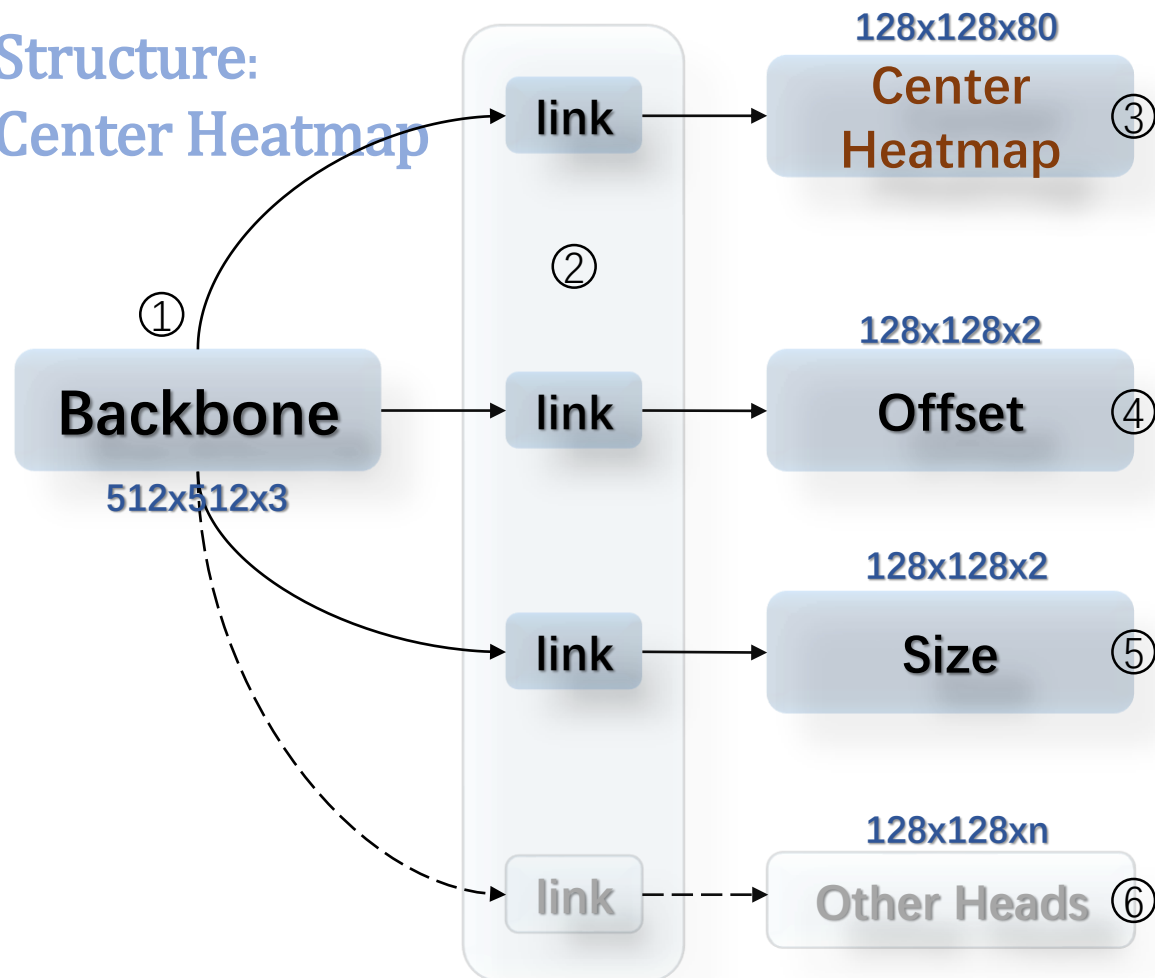 Structure:
Center Heatmap
128x128x80
link
Center
Heatmap
③
②
①
128x128x2
Backbone
link
Offset
④
512x512x3
128x128x2
link
Size
⑤
128x128xn
link
Other Heads
⑥